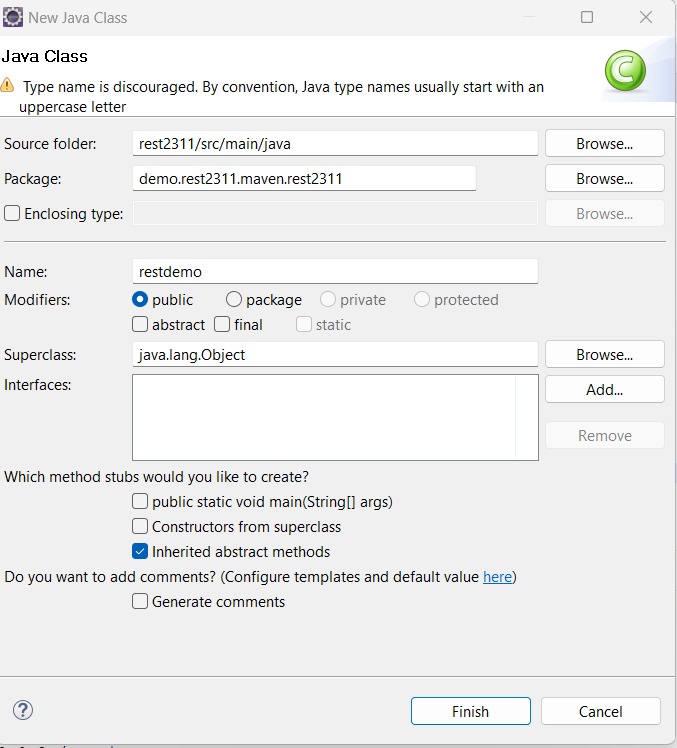 New Java Class
Java Class
Type name is discouraged. By convention, Java type names usually start with an
uppercase letter
Source folder: rest2311/src/main/java Browse...
Package: demo.rest2311.maven.rest2311 Browse...
Enclosing type: Browse...
Name: restdemo
Modifiers: public package private protected
abstract final static
Superclass: java.lang.Object Browse...
Interfaces: Add...
Remove
Which method stubs would you like to create?
public static void main(String[] args)
Constructors from superclass
Inherited abstract methods
Do you want to add comments? (Configure templates and default value here)
Generate comments
? Finish Cancel